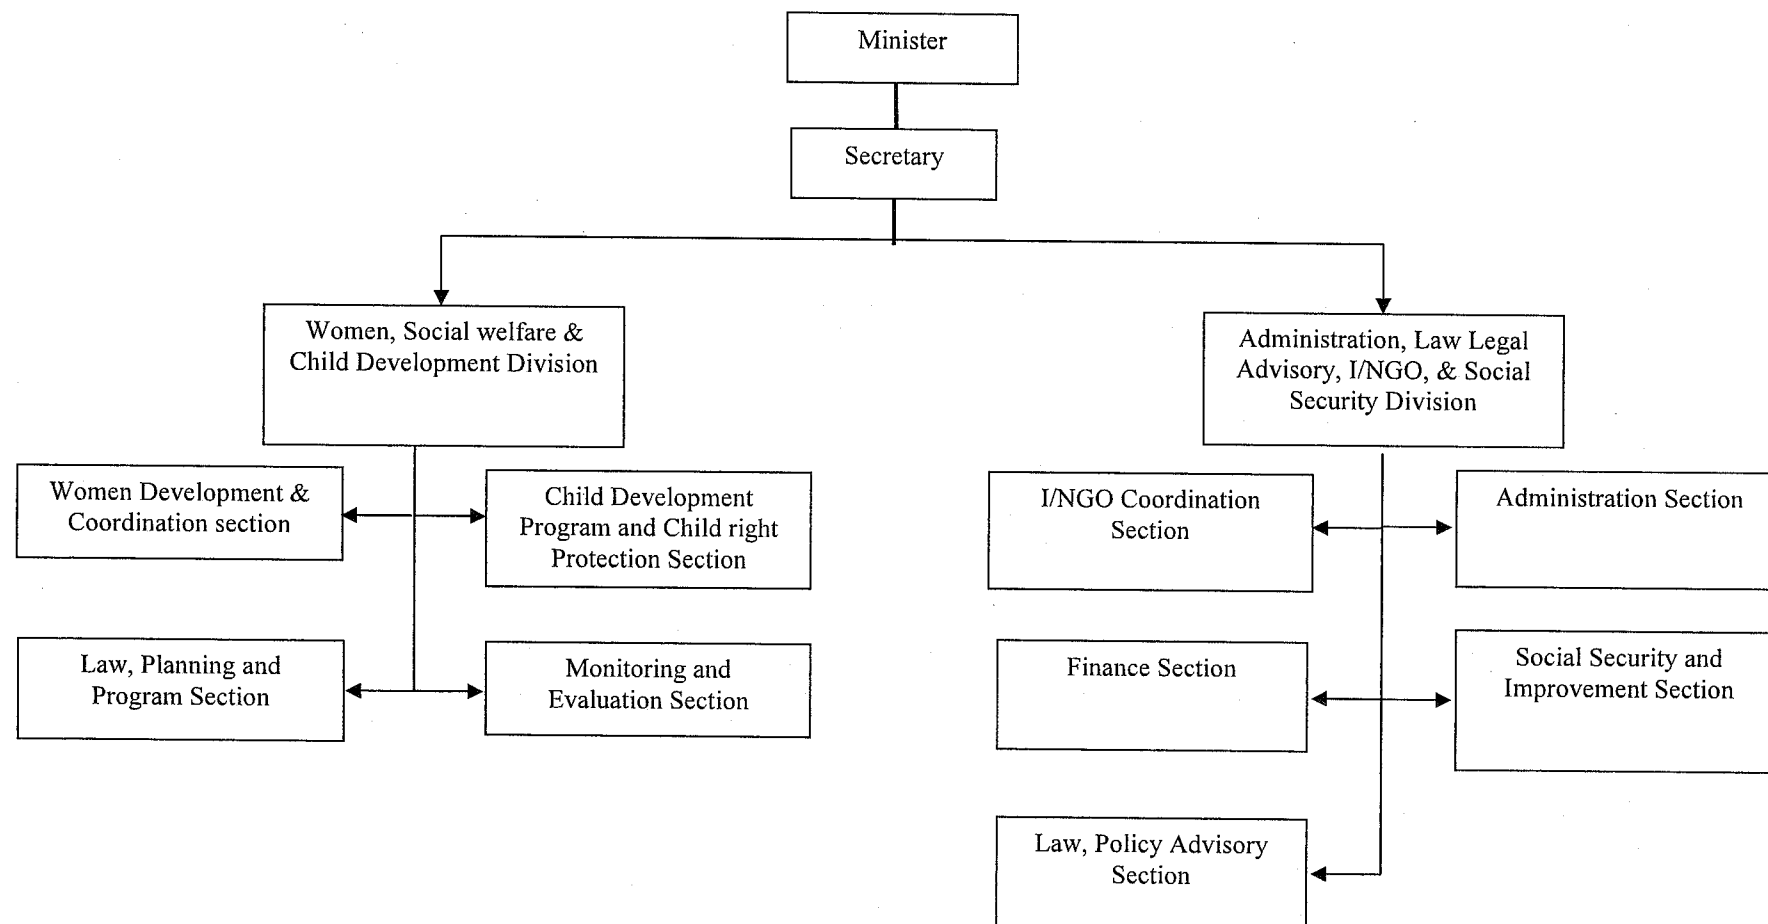 Minister
Secretary
Women, Social welfare &
Child Development Division
Administration, Law Legal
Advisory, I/NGO, & Social
Security Division
Women Development &
Coordination section
Child Development
Program and Child right
Protection Section
I/NGO Coordination
Section
Administration Section
Law, Planning and
Program Section
Monitoring and
Evaluation Section
Finance Section
Social Security and
Improvement Section
Law, Policy Advisory
Section